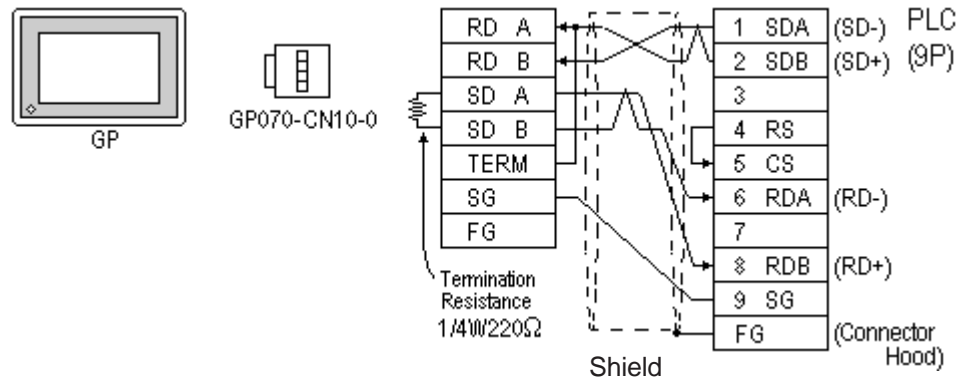 GP
GP070-CN10-0
RD A
RD B
SD A
SD B
TERM
SG
FG
Termination
Resistance
1/4W220Ω
Shield
1 SDA (SD-)
2 SDB (SD+)
3
4 RS
5 CS
6 RDA (RD-)
7
8 RDB (RD+)
9 SG
FG (Connector
Hood)
PLC
(9P)